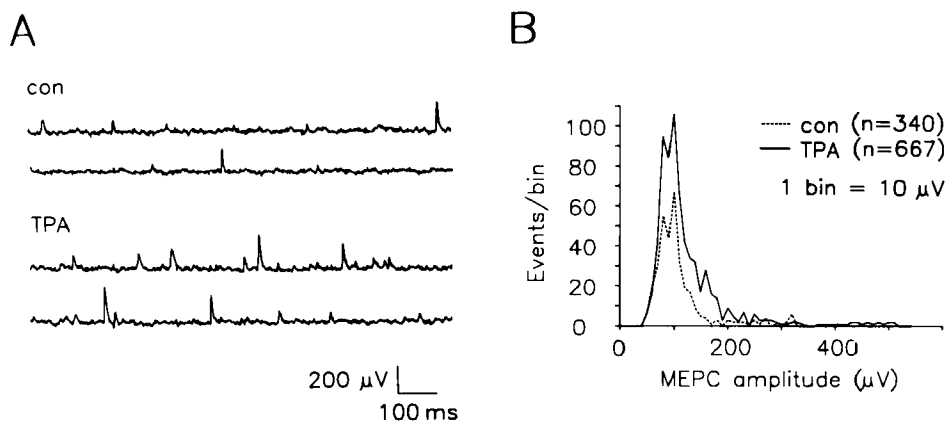 A
con
TPA
200 μV
100 ms
B
Events/bin
100
80
60
40
20
0
0
200
400
MEPC amplitude (μV)
con (n=340)
TPA (n=667)
1 bin = 10 μV